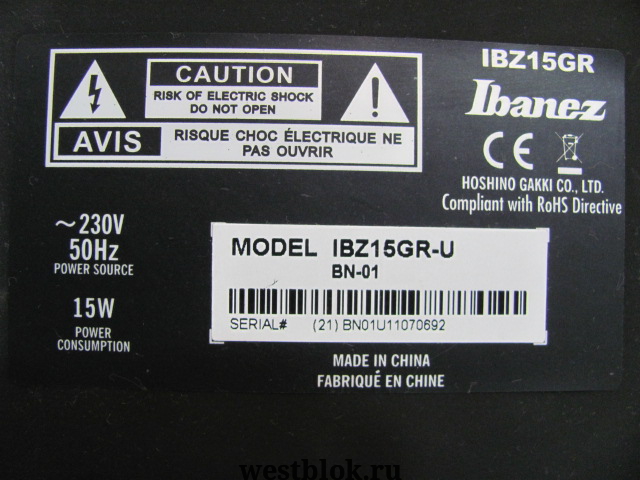 CAUTION
RISK OF ELECTRIC SHOCK
DO NOT OPEN
AVIS
RISQUE CHOC ÉLECTRIQUE NE
PAS OUVRIR
IBZ15GR
Ibanez
CE
HOSHINO GAKKI CO., LTD.
Compliant with RoHS Directive
~230V
50Hz
POWER SOURCE
15W
POWER
CONSUMPTION
MODEL IBZ15GR-U
BN-01
SERIAL# (21) BN01U11070692
MADE IN CHINA
FABRIQUÉ EN CHINE
westblok.ru